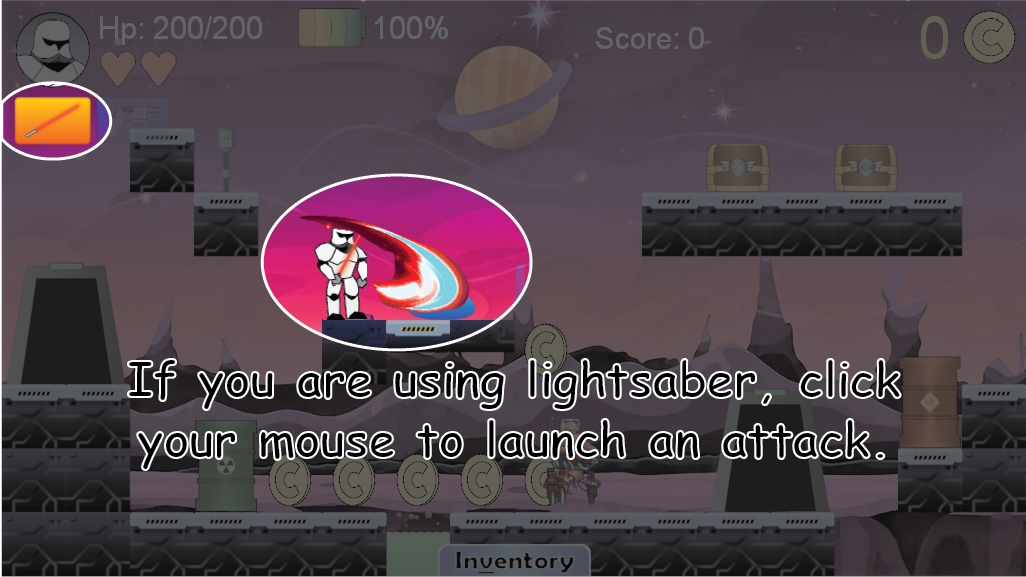 Hp: 200/200
100%
Score: 0
0
If you are using lightsaber, click
your mouse to launch an attack.
Inventory